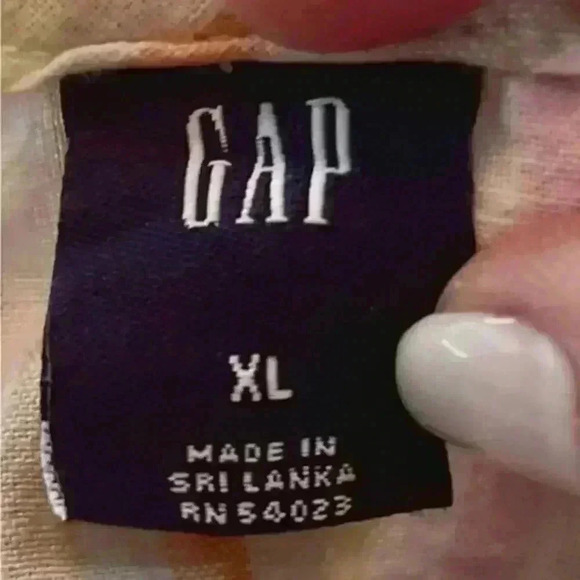 GAP
XL
MADE IN
SRI LANKA
RN 54023